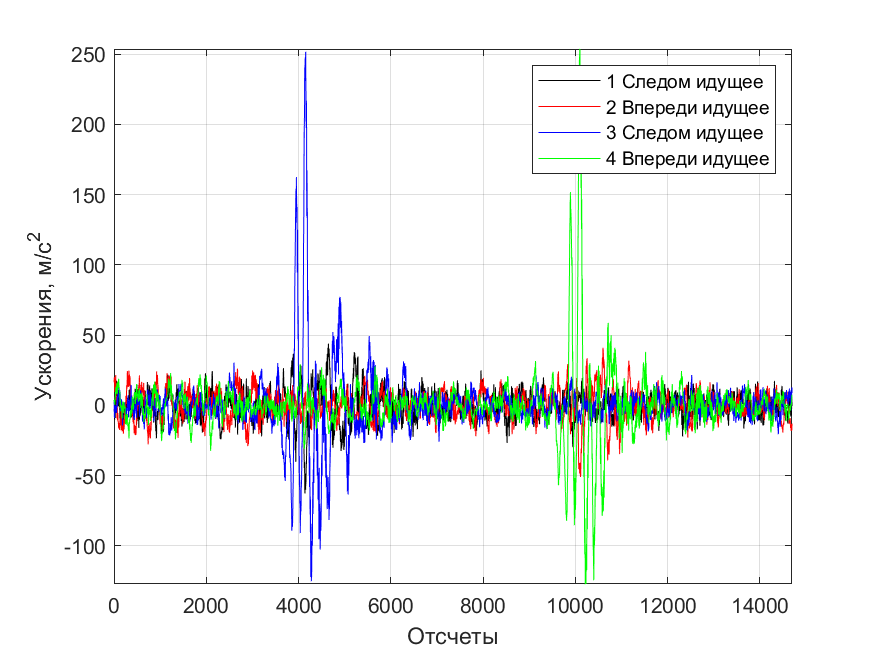 250
200
150
100
50
0
-50
-100
Ускорения, м/с²
1 Следом идущее
2 Впереди идущее
3 Следом идущее
4 Впереди идущее
0 2000 4000 6000 8000 10000 12000 14000
Отсчеты